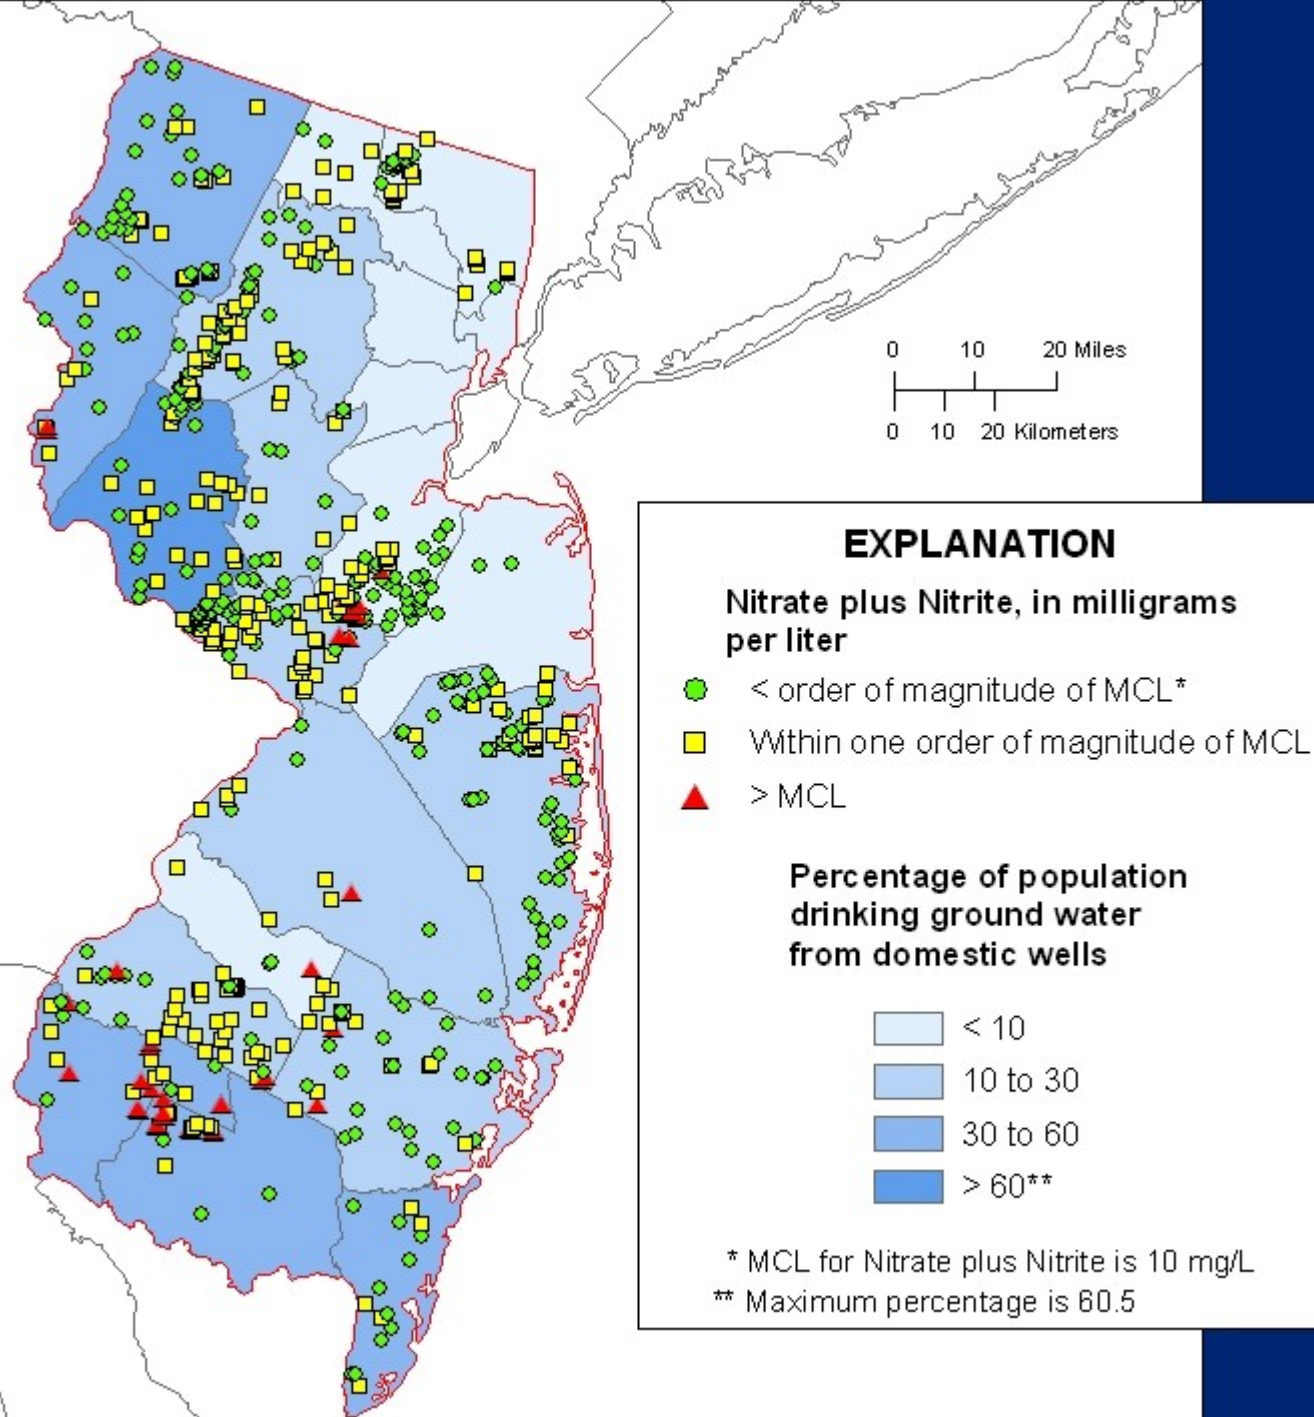 0 10 20 Miles
0 10 20 Kilometers
EXPLANATION
Nitrate plus Nitrite, in milligrams
per liter
< order of magnitude of MCL*
Within one order of magnitude of MCL
> MCL
Percentage of population
drinking ground water
from domestic wells
< 10
10 to 30
30 to 60
> 60**
* MCL for Nitrate plus Nitrite is 10 mg/L
** Maximum percentage is 60.5